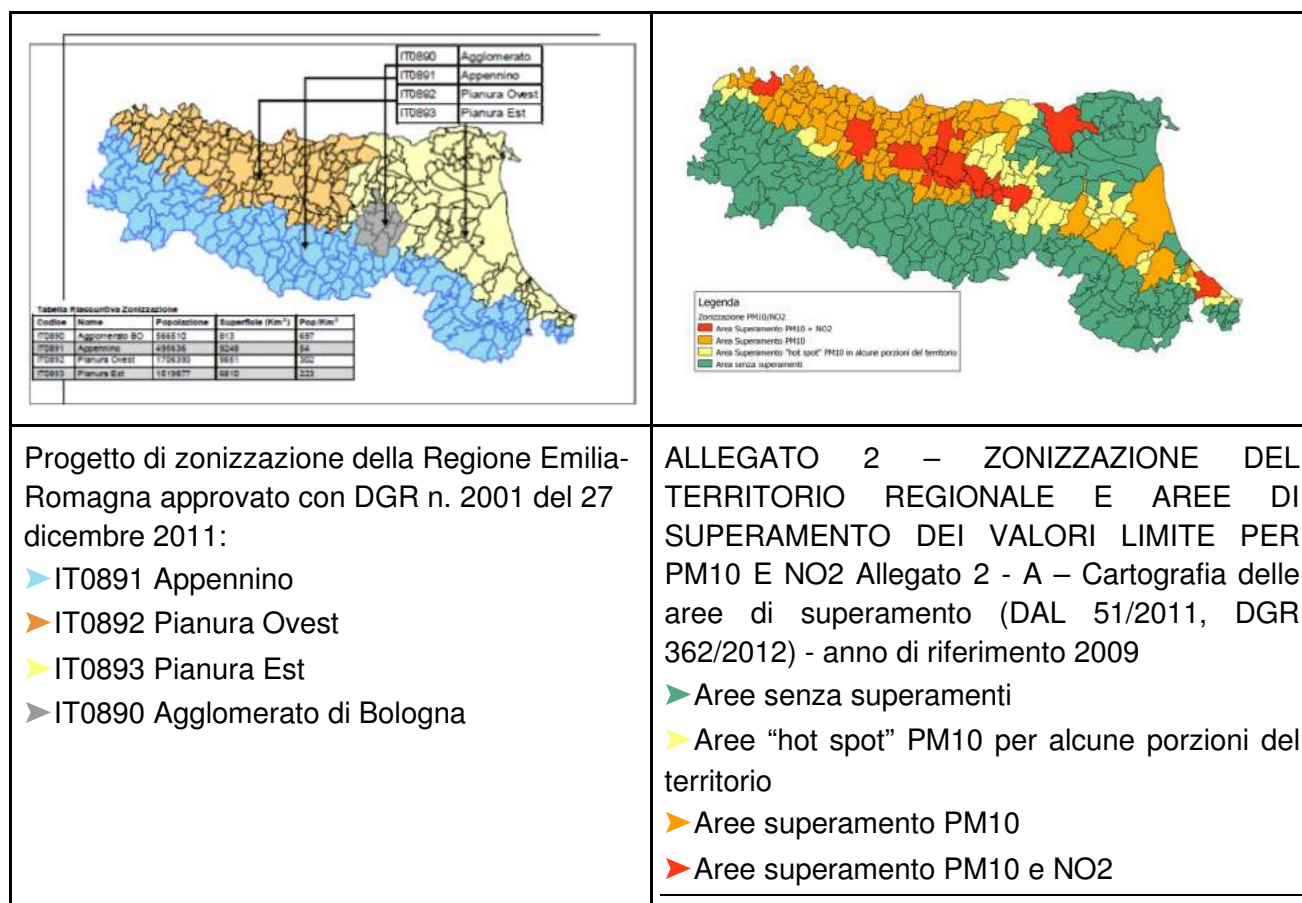 IT0890 Agglomerato
IT0891 Appennino
IT0892 Pianura Ovest
IT0893 Pianura Est
Tabella Riassuntiva Zonizzazione
Codice Nome Popolazione Superficie (Km²) Pop/Km²
IT0890 Agglomerato BO
IT0891 Appennino
IT0892 Pianura Ovest
IT0893 Pianura Est
Legenda
Zonizzazione PM10/NO2
Area Superamento PM10 + NO2
Area Superamento PM10
Area Superamento "hot spot" PM10 in alcune porzioni del territorio
Area senza superamenti
Progetto di zonizzazione della Regione Emilia-
Romagna approvato con DGR n. 2001 del 27
dicembre 2011:
➤IT0891 Appennino
➤IT0892 Pianura Ovest
➤IT0893 Pianura Est
➤IT0890 Agglomerato di Bologna
ALLEGATO 2 – ZONIZZAZIONE DEL
TERRITORIO REGIONALE E AREE DI
SUPERAMENTO DEI VALORI LIMITE PER
PM10 E NO2 Allegato 2 - A – Cartografia delle
aree di superamento (DAL 51/2011, DGR
362/2012) - anno di riferimento 2009
➤Aree senza superamenti
➤Aree “hot spot” PM10 per alcune porzioni del
territorio
➤Aree superamento PM10
➤Aree superamento PM10 e NO2